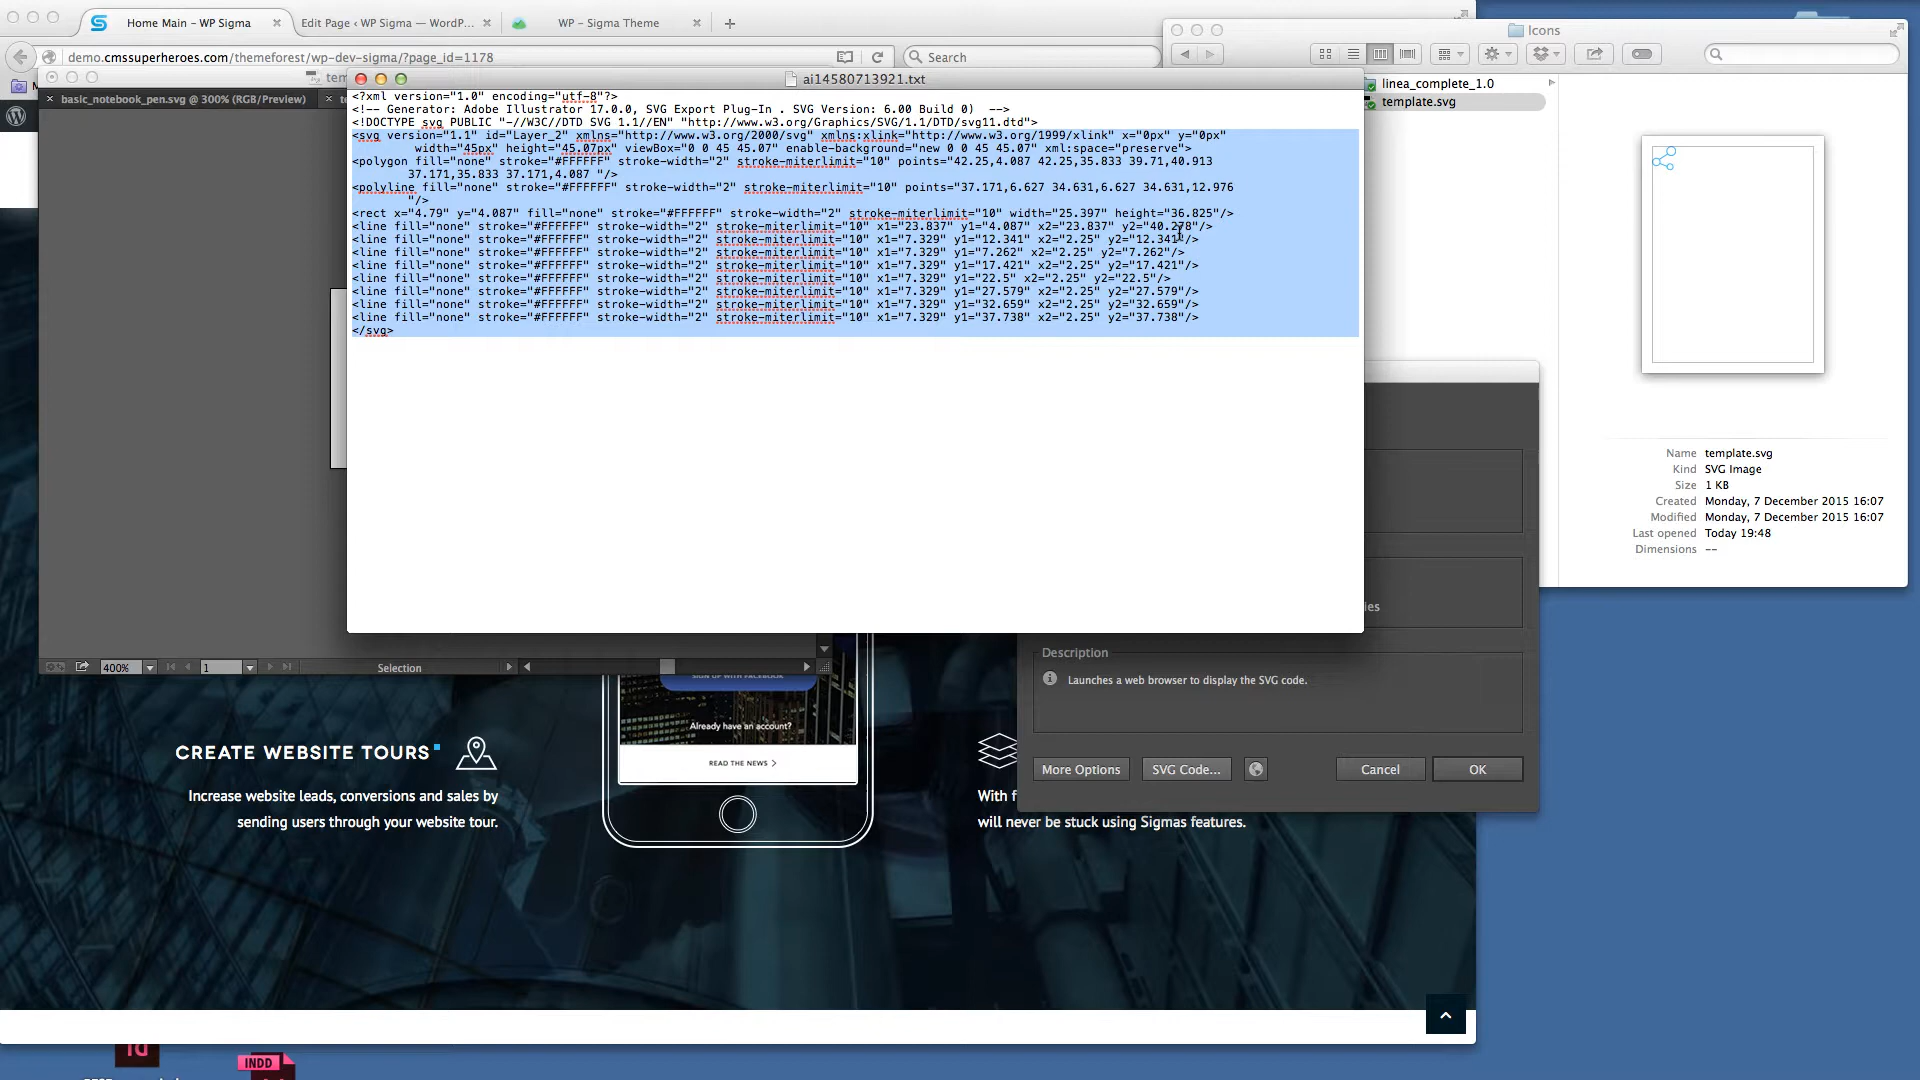 Home Main – WP Sigma
Edit Page ‹ WP Sigma — WordP...
WP – Sigma Theme
Icons
demo.cmssuperheroes.com/themeforest/wp-dev-sigma/?page_id=1178
Search
ai14580713921.txt
linea_complete_1.0
template.svg
basic_notebook_pen.svg @ 300% (RGB/Preview)
<?xml version="1.0" encoding="utf-8"?>
<!-- Generator: Adobe Illustrator 17.0.0, SVG Export Plug-In . SVG Version: 6.00 Build 0)  -->
<!DOCTYPE svg PUBLIC "-//W3C//DTD SVG 1.1//EN" "http://www.w3.org/Graphics/SVG/1.1/DTD/svg11.dtd">
<svg version="1.1" id="Layer_2" xmlns="http://www.w3.org/2000/svg" xmlns:xlink="http://www.w3.org/1999/xlink" x="0px" y="0px"
width="45px" height="45.07px" viewBox="0 0 45 45.07" enable-background="new 0 0 45 45.07" xml:space="preserve">
<polygon fill="none" stroke="#FFFFFF" stroke-width="2" stroke-miterlimit="10" points="42.25,4.087 42.25,35.833 39.71,40.913
37.171,35.833 37.171,4.087 "/>
<polyline fill="none" stroke="#FFFFFF" stroke-width="2" stroke-miterlimit="10" points="37.171,6.627 34.631,6.627 34.631,12.976
"/>
<rect x="4.79" y="4.087" fill="none" stroke="#FFFFFF" stroke-width="2" stroke-miterlimit="10" width="25.397" height="36.825"/>
<line fill="none" stroke="#FFFFFF" stroke-width="2" stroke-miterlimit="10" x1="23.837" y1="4.087" x2="23.837" y2="40.278"/>
<line fill="none" stroke="#FFFFFF" stroke-width="2" stroke-miterlimit="10" x1="7.329" y1="12.341" x2="2.25" y2="12.341"/>
<line fill="none" stroke="#FFFFFF" stroke-width="2" stroke-miterlimit="10" x1="7.329" y1="7.262" x2="2.25" y2="7.262"/>
<line fill="none" stroke="#FFFFFF" stroke-width="2" stroke-miterlimit="10" x1="7.329" y1="17.421" x2="2.25" y2="17.421"/>
<line fill="none" stroke="#FFFFFF" stroke-width="2" stroke-miterlimit="10" x1="7.329" y1="22.5" x2="2.25" y2="22.5"/>
<line fill="none" stroke="#FFFFFF" stroke-width="2" stroke-miterlimit="10" x1="7.329" y1="27.579" x2="2.25" y2="27.579"/>
<line fill="none" stroke="#FFFFFF" stroke-width="2" stroke-miterlimit="10" x1="7.329" y1="32.659" x2="2.25" y2="32.659"/>
<line fill="none" stroke="#FFFFFF" stroke-width="2" stroke-miterlimit="10" x1="7.329" y1="37.738" x2="2.25" y2="37.738"/>
</svg>
Name template.svg
Kind SVG Image
Size 1 KB
Created Monday, 7 December 2015 16:07
Modified Monday, 7 December 2015 16:07
Last opened Today 19:48
Dimensions --
Description
Launches a web browser to display the SVG code.
More Options
SVG Code...
Cancel
OK
400%
1
Selection
SIGN UP WITH FACEBOOK
Already have an account?
READ THE NEWS
CREATE WEBSITE TOURS
Increase website leads, conversions and sales by
sending users through your website tour.
With f
will never be stuck using Sigmas features.
Id
INDD